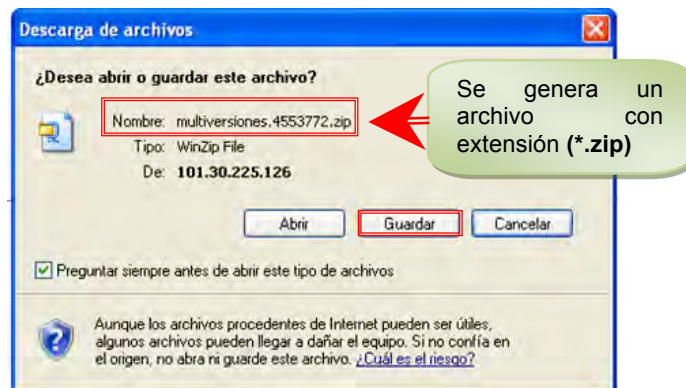 Descarga de archivos
¿Desea abrir o guardar este archivo?
Nombre: multiversiones.4553772.zip
Tipo: WinZip File
De: 101.30.225.126
Se genera un
archivo con
extensión (*.zip)
Abrir
Guardar
Cancelar
Preguntar siempre antes de abrir este tipo de archivos
Aunque los archivos procedentes de Internet pueden ser útiles,
algunos archivos pueden llegar a dañar el equipo. Si no confía en
el origen, no abra ni guarde este archivo. ¿Cuál es el riesgo?